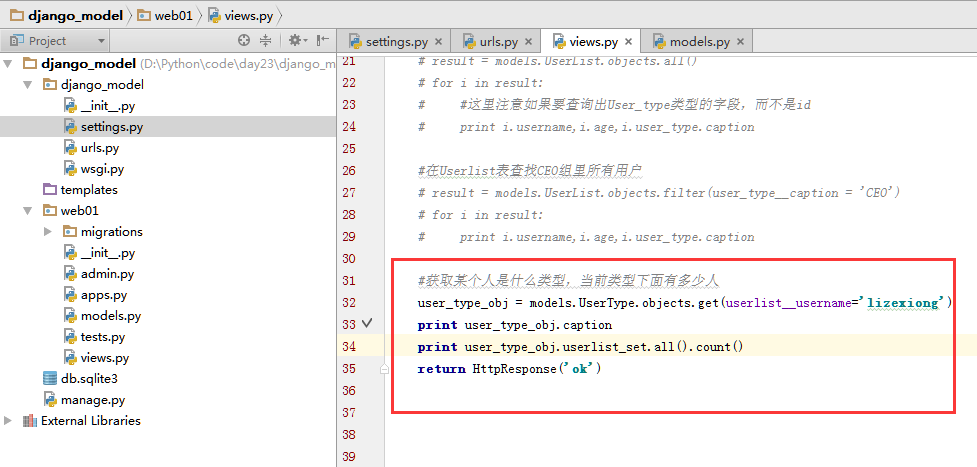 django_model
web01
views.py
Project
settings.py
urls.py
views.py
models.py
django_model (D:\Python\code\day23\django_m
django_model
__init__.py
settings.py
urls.py
wsgi.py
templates
web01
migrations
__init__.py
admin.py
apps.py
models.py
tests.py
views.py
db.sqlite3
manage.py
External Libraries
21 # result = models.UserList.objects.all()
22 # for i in result:
23 #     #这里注意如果要查询出User_type类型的字段，而不是id
24 #     print i.username,i.age,i.user_type.caption
25
26 #在Userlist表查找CEO组里所有用户
27 # result = models.UserList.objects.filter(user_type__caption = 'CEO')
28 # for i in result:
29 #     print i.username,i.age,i.user_type.caption
30
31 #获取某个人是什么类型，当前类型下面有多少人
32 user_type_obj = models.UserType.objects.get(userlist__username='lizexiong')
33 print user_type_obj.caption
34 print user_type_obj.userlist_set.all().count()
35 return HttpResponse('ok')
36
37
38
39